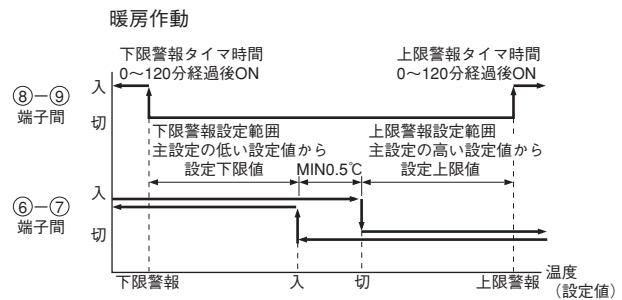 暖房作動
下限警報タイマ時間
0〜120分経過後ON
上限警報タイマ時間
0〜120分経過後ON
⑧−⑨
端子間
入
切
下限警報設定範囲
主設定の低い設定値から
設定下限値
MIN0.5℃
上限警報設定範囲
主設定の高い設定値から
設定上限値
⑥−⑦
端子間
入
切
下限警報
入
切
上限警報
温度
（設定値）